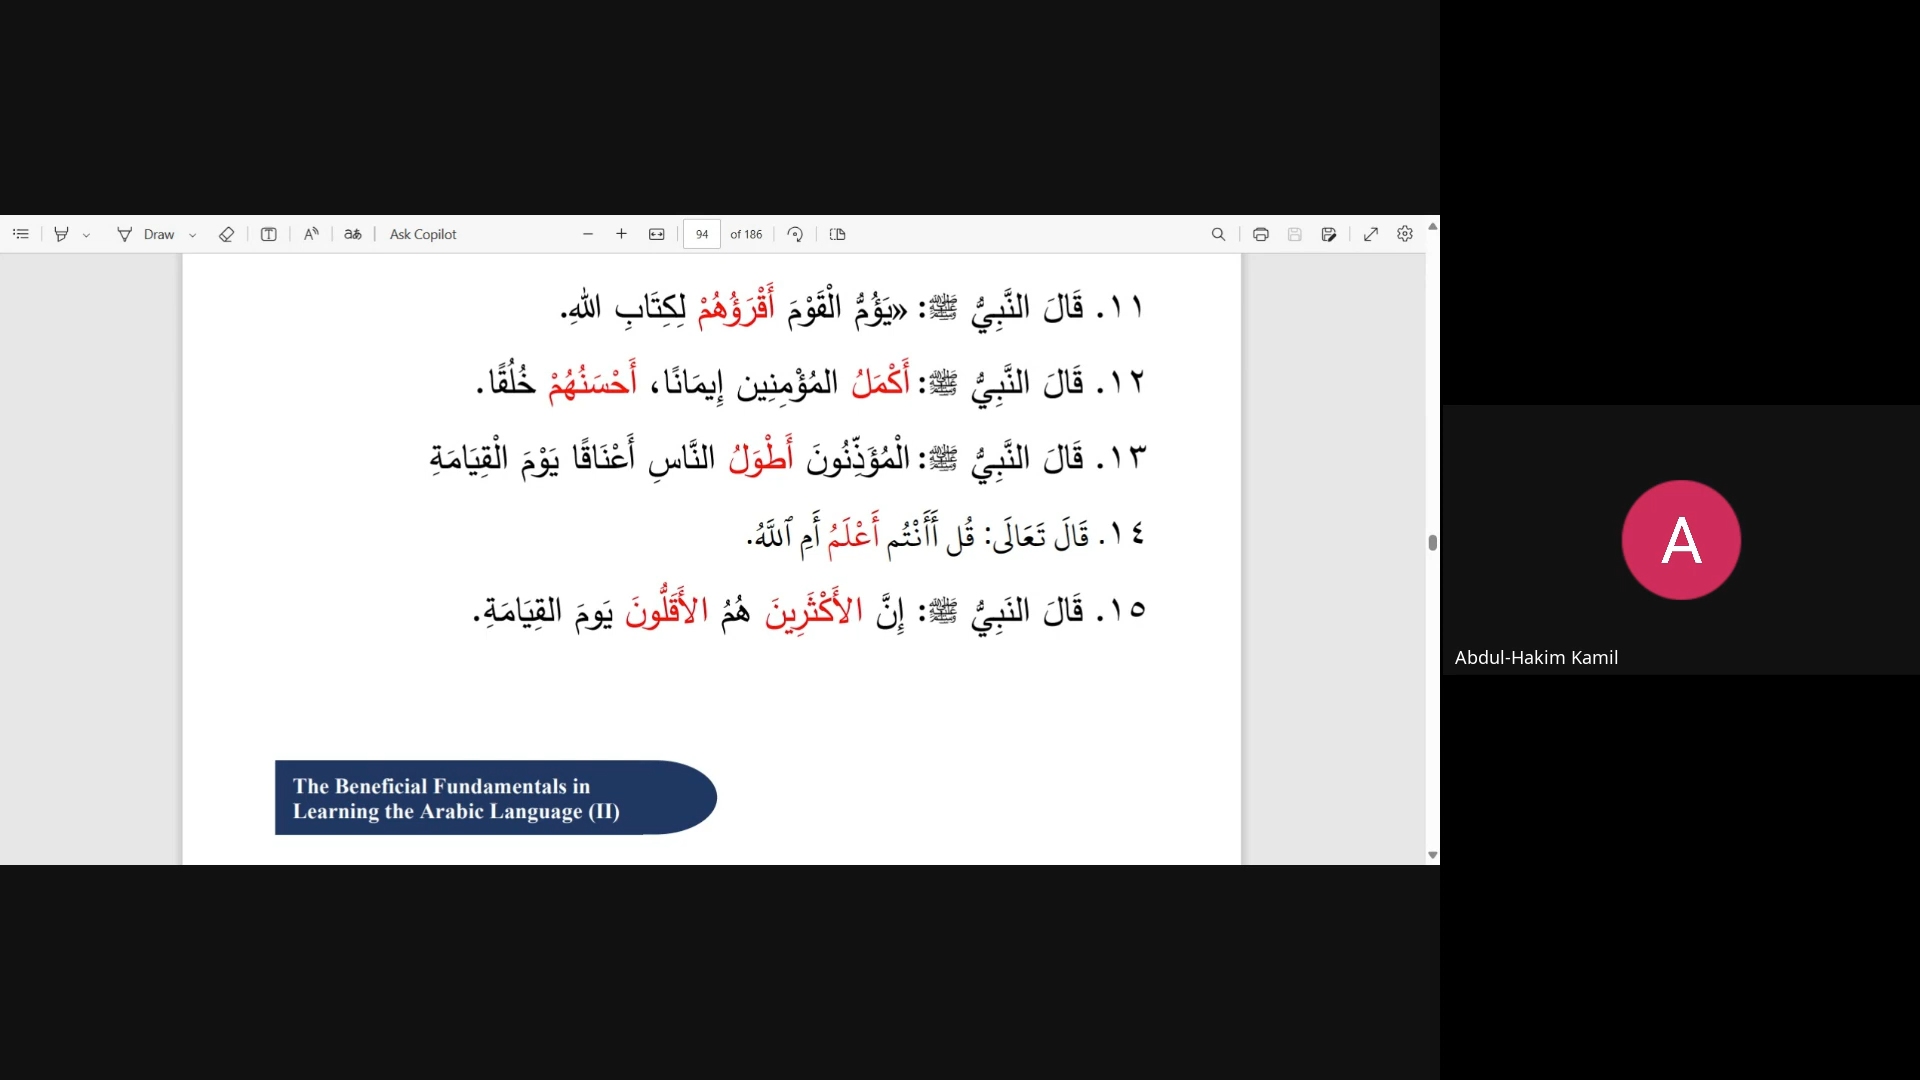 Draw
Ask Copilot
94 of 186
١١. قَالَ النَّبِيُّ ﷺ: «يَؤُمُّ الْقَوْمَ أَقْرَؤُهُمْ لِكِتَابِ اللهِ.
١٢. قَالَ النَّبِيُّ ﷺ: أَكْمَلُ المُؤْمِنِين إِيمَانًا، أَحْسَنُهُمْ خُلُقًا.
١٣. قَالَ النَّبِيُّ ﷺ: الْمُؤَذِّنُونَ أَطْوَلُ النَّاسِ أَعْنَاقًا يَوْمَ الْقِيَامَةِ
١٤. قَالَ تَعَالَى: قُل أَأَنْتُم أَعْلَمُ أَمِ ٱللَّهُ.
١٥. قَالَ النَبِيُّ ﷺ: إِنَّ الأَكْثَرِينَ هُمُ الأَقَلُّونَ يَومَ القِيَامَةِ.
The Beneficial Fundamentals in
Learning the Arabic Language (II)
A
Abdul-Hakim Kamil